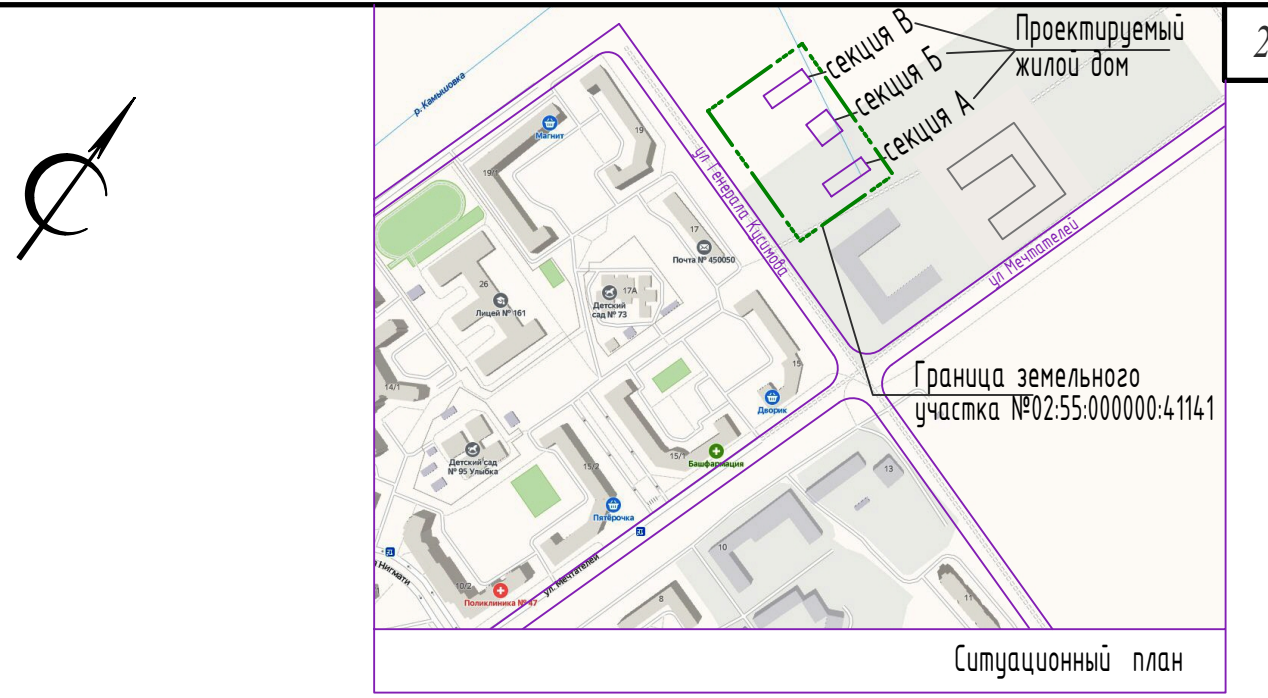 2
Проектируемый
жилой дом
секция В
секция Б
секция А
р. Камышовка
Магнит
19
19/1
ул Генерала Кусимова
17
Почта № 450050
26
Лицей № 161
17А
Детский
сад № 73
ул Мечтателей
14/1
15
Дворик
Граница земельного
участка №02:55:000000:41141
Детский сад
№ 95 Улыбка
15/2
15/1
Башфармация
Пятёрочка
13
10
Нигмати
10/2
Поликлиника № 47
ул. Мечтателей
8
11
Ситуационный план